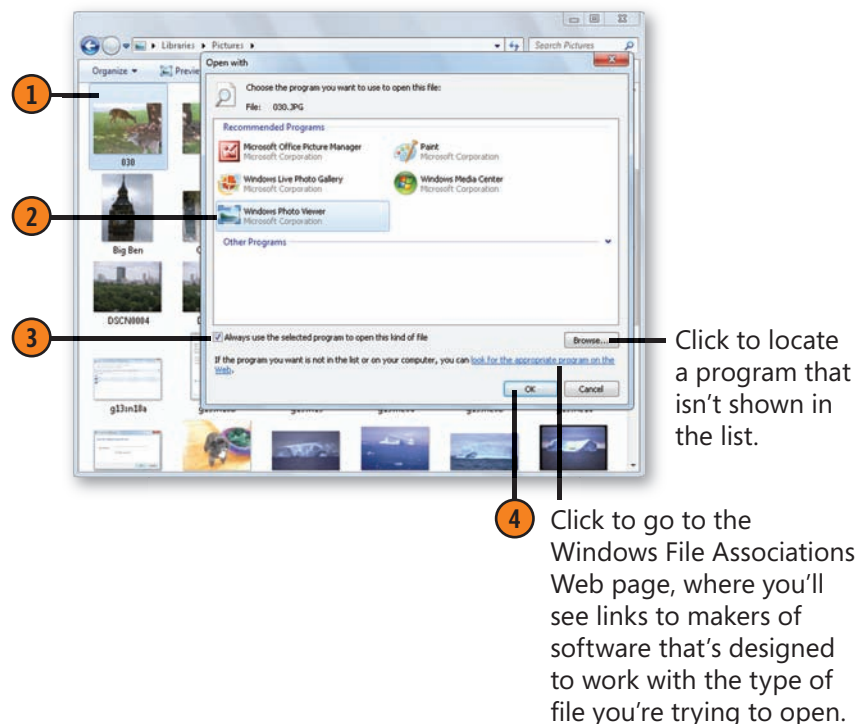 Libraries ▸ Pictures ▸
Search Pictures
Organize
Open with
Choose the program you want to use to open this file:
File: 030.JPG
Recommended Programs
Microsoft Office Picture Manager
Microsoft Corporation
Paint
Microsoft Corporation
Windows Live Photo Gallery
Microsoft Corporation
Windows Media Center
Microsoft Corporation
Windows Photo Viewer
Microsoft Corporation
Other Programs
Always use the selected program to open this kind of file
Browse...
If the program you want is not in the list or on your computer, you can look for the appropriate program on the
Web.
OK
Cancel
1
030
2
Big Ben
DSCN0004
3
g13sn18a
Click to locate
a program that
isn't shown in
the list.
4
Click to go to the
Windows File Associations
Web page, where you'll
see links to makers of
software that's designed
to work with the type of
file you're trying to open.